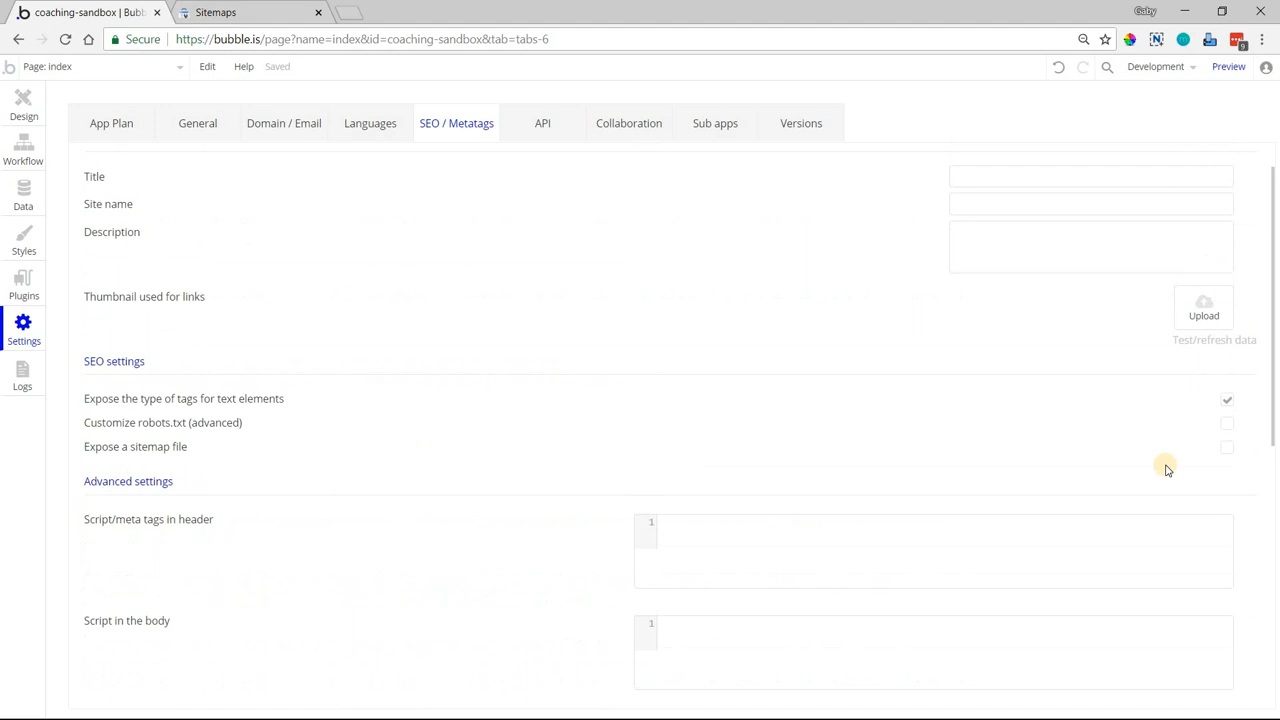 coaching-sandbox | Bubb
Sitemaps
Gaby
Secure
https://bubble.is/page?name=index&id=coaching-sandbox&tab=tabs-6
9
Page: index
Edit
Help
Saved
Development
Preview
Design
Workflow
Data
Styles
Plugins
Settings
Logs
App Plan
General
Domain / Email
Languages
SEO / Metatags
API
Collaboration
Sub apps
Versions
Title
Site name
Description
Thumbnail used for links
Upload
Test/refresh data
SEO settings
Expose the type of tags for text elements
Customize robots.txt (advanced)
Expose a sitemap file
Advanced settings
Script/meta tags in header
1
Script in the body
1